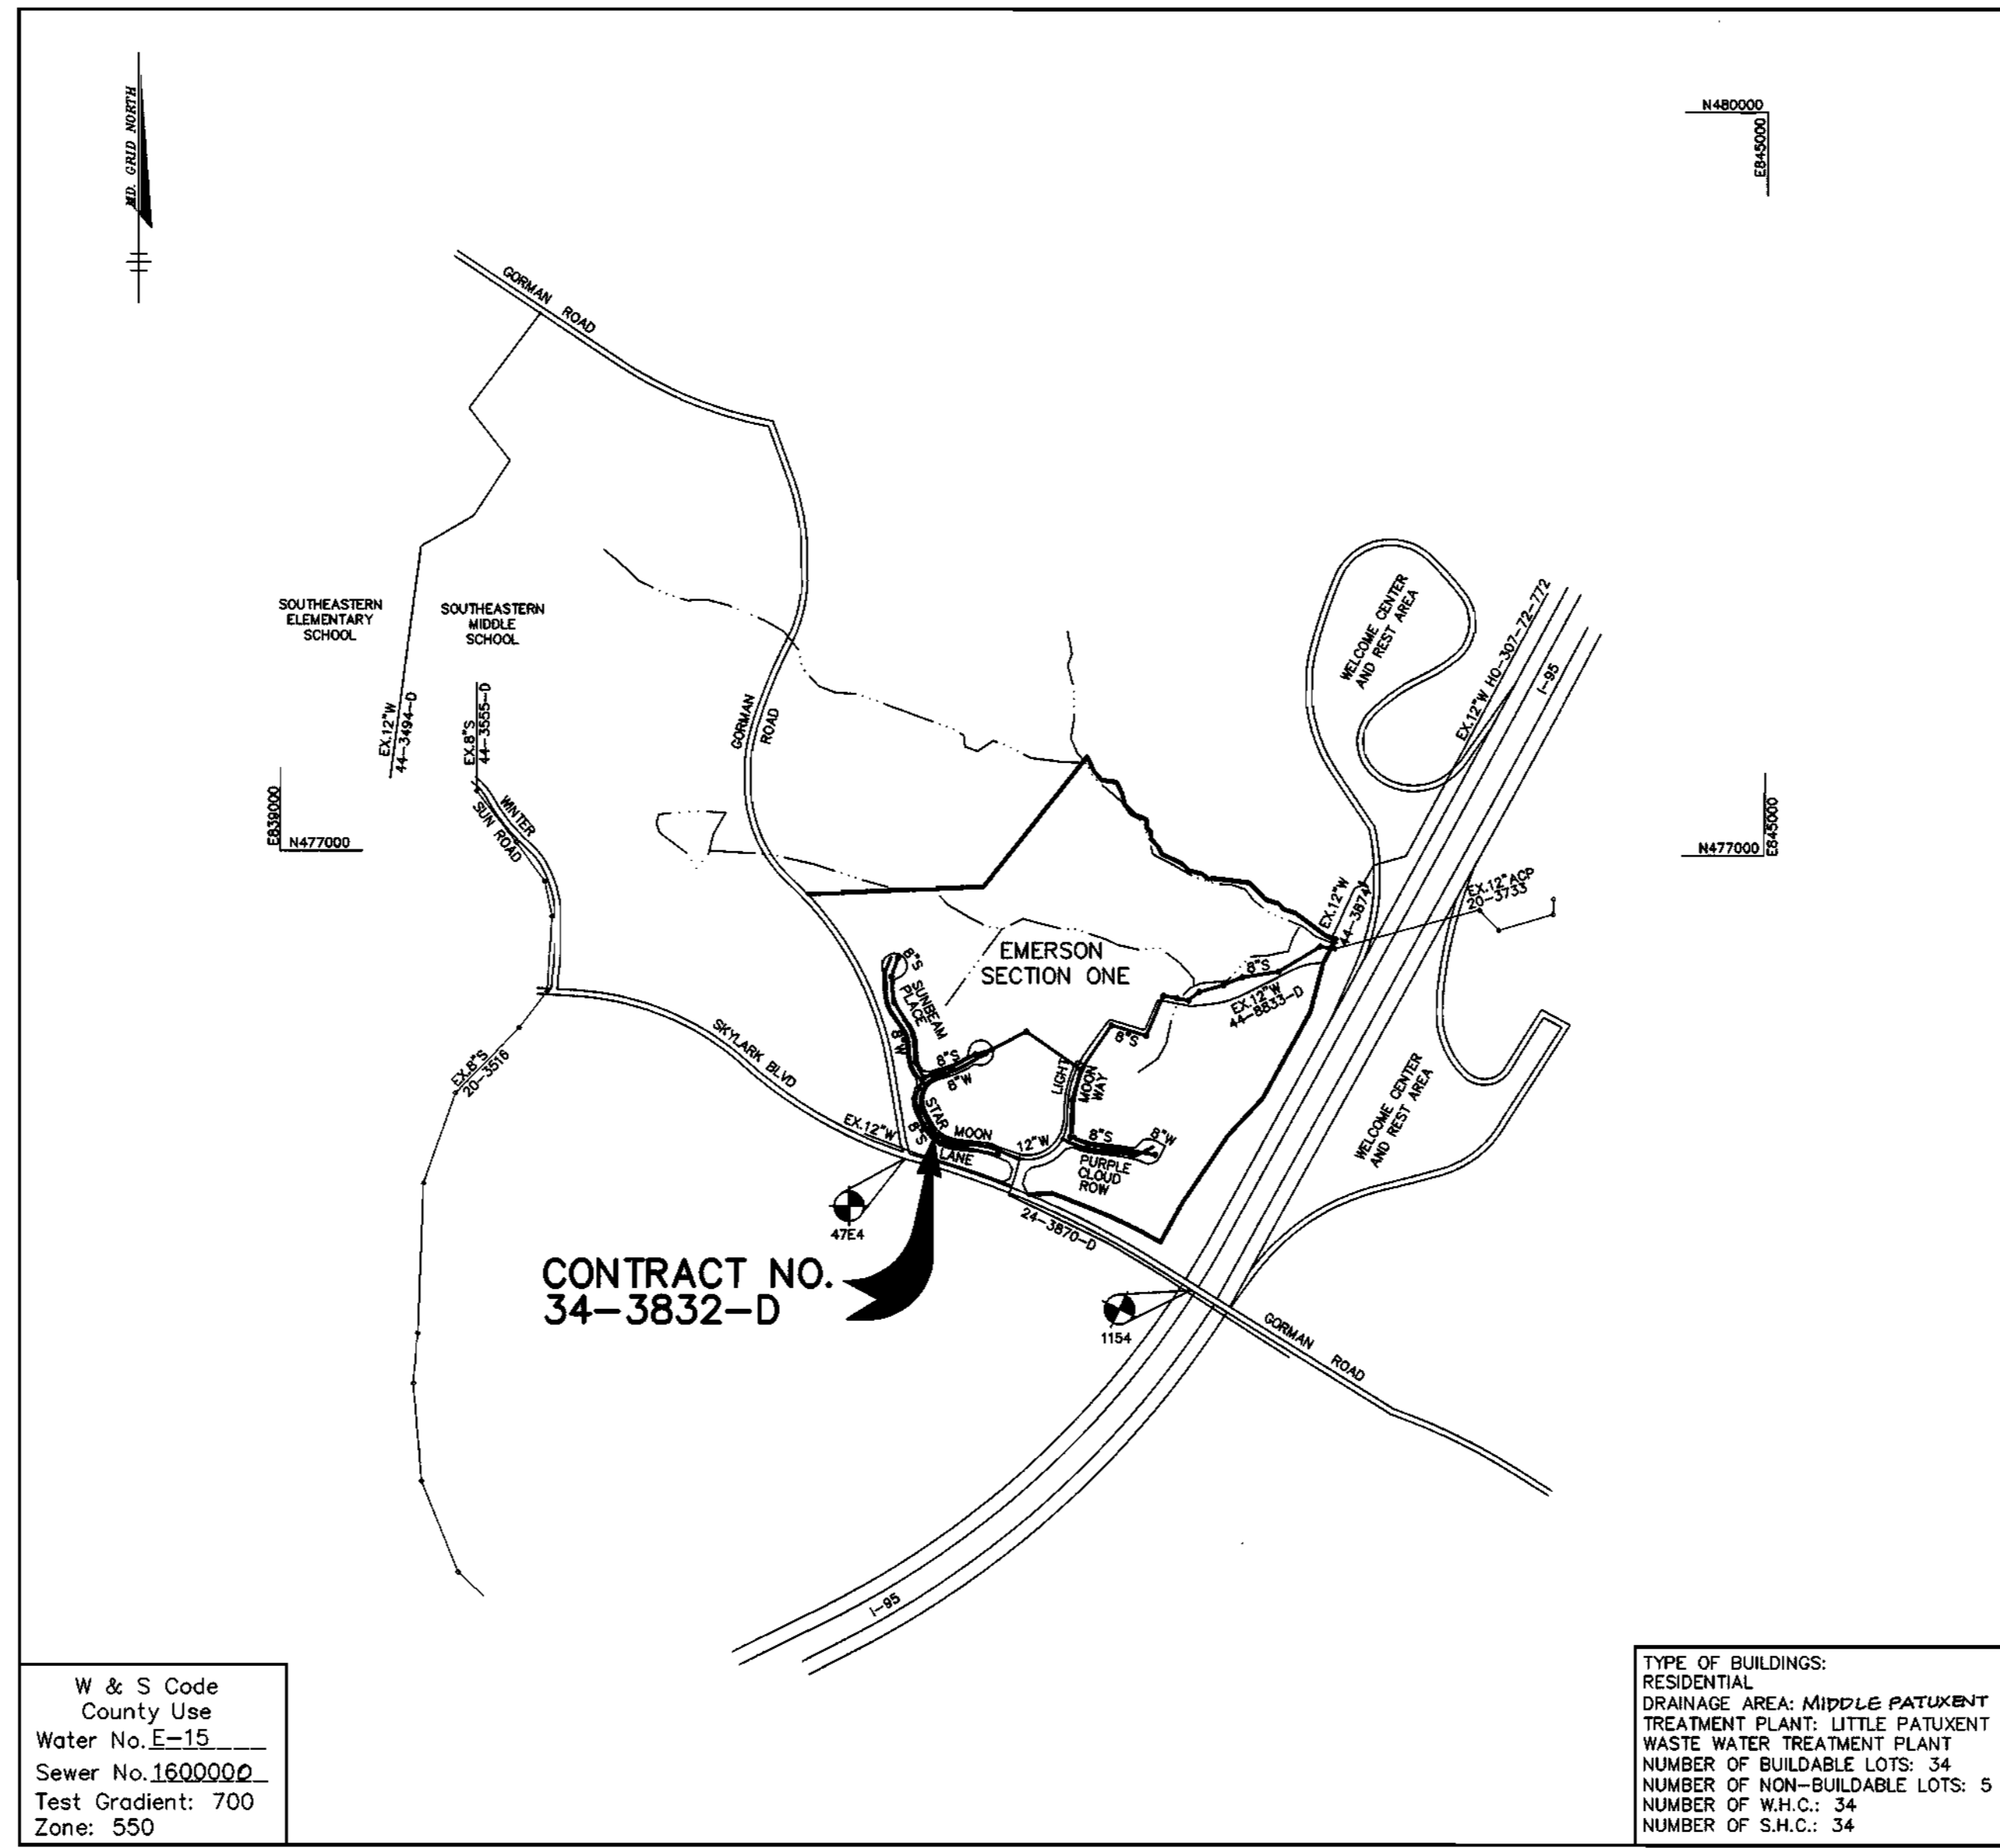 MD. GRID NORTH
N480000
E845000
GORMAN ROAD
SOUTHEASTERN
ELEMENTARY
SCHOOL
SOUTHEASTERN
MIDDLE
SCHOOL
EX.12"W
44-3494-D
EX.8"S
44-3555-D
GORMAN
ROAD
WELCOME CENTER
AND REST AREA
EX.12"W HO-307-72-772
I-95
E839000
N477000
WINTER
SUN ROAD
N477000
E845000
EX.12"W
44-3874
EX.12"ACP
20-3733
EMERSON
SECTION ONE
8"S
SUNBEAM
PLACE
8"W
8"S
EX.12"W
44-8833-D
8"S
SKYLARK BLVD
8"S
8"W
LIGHT
MOON
WAY
EX.8"S
20-3516
EX.12"W
8"S
STAR
MOON
LANE
12"W
8"S
8"W
PURPLE
CLOUD
ROW
WELCOME CENTER
AND REST AREA
47E4
24-3870-D
CONTRACT NO.
34-3832-D
1154
GORMAN ROAD
I-95
W & S Code
County Use
Water No. E-15
Sewer No. 1600000
Test Gradient: 700
Zone: 550
TYPE OF BUILDINGS:
RESIDENTIAL
DRAINAGE AREA: MIDDLE PATUXENT
TREATMENT PLANT: LITTLE PATUXENT
WASTE WATER TREATMENT PLANT
NUMBER OF BUILDABLE LOTS: 34
NUMBER OF NON-BUILDABLE LOTS: 5
NUMBER OF W.H.C.: 34
NUMBER OF S.H.C.: 34